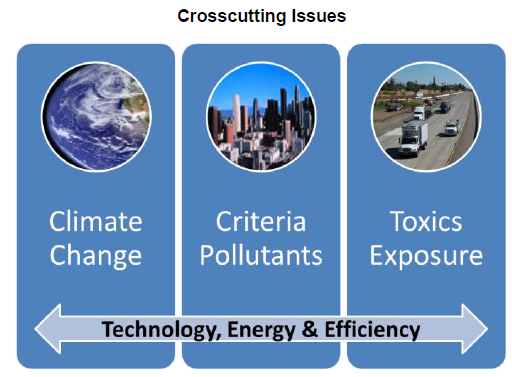 Crosscutting Issues
Climate
Change
Criteria
Pollutants
Toxics
Exposure
Technology, Energy & Efficiency